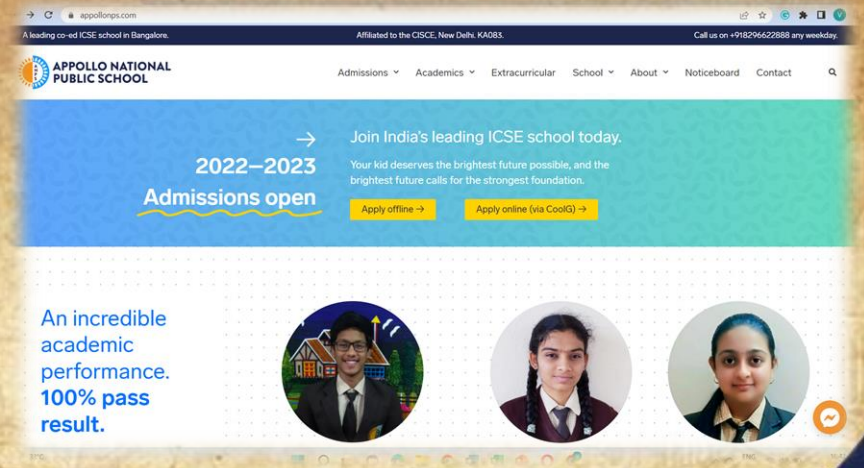 appollonps.com
A leading co-ed ICSE school in Bangalore.
Affiliated to the CISCE, New Delhi. KA083.
Call us on +918296622888 any weekday.
APPOLLO NATIONAL
PUBLIC SCHOOL
Admissions
Academics
Extracurricular
School
About
Noticeboard
Contact
2022–2023
Admissions open
Join India's leading ICSE school today.
Your kid deserves the brightest future possible, and the
brightest future calls for the strongest foundation.
Apply offline →
Apply online (via CoolG) →
An incredible
academic
performance.
100% pass
result.
ENG